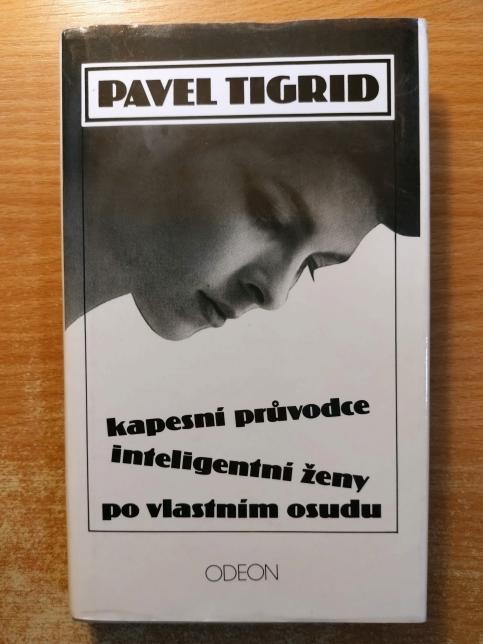 PAVEL TIGRID
kapesní průvodce
inteligentní ženy
po vlastním osudu
ODEON